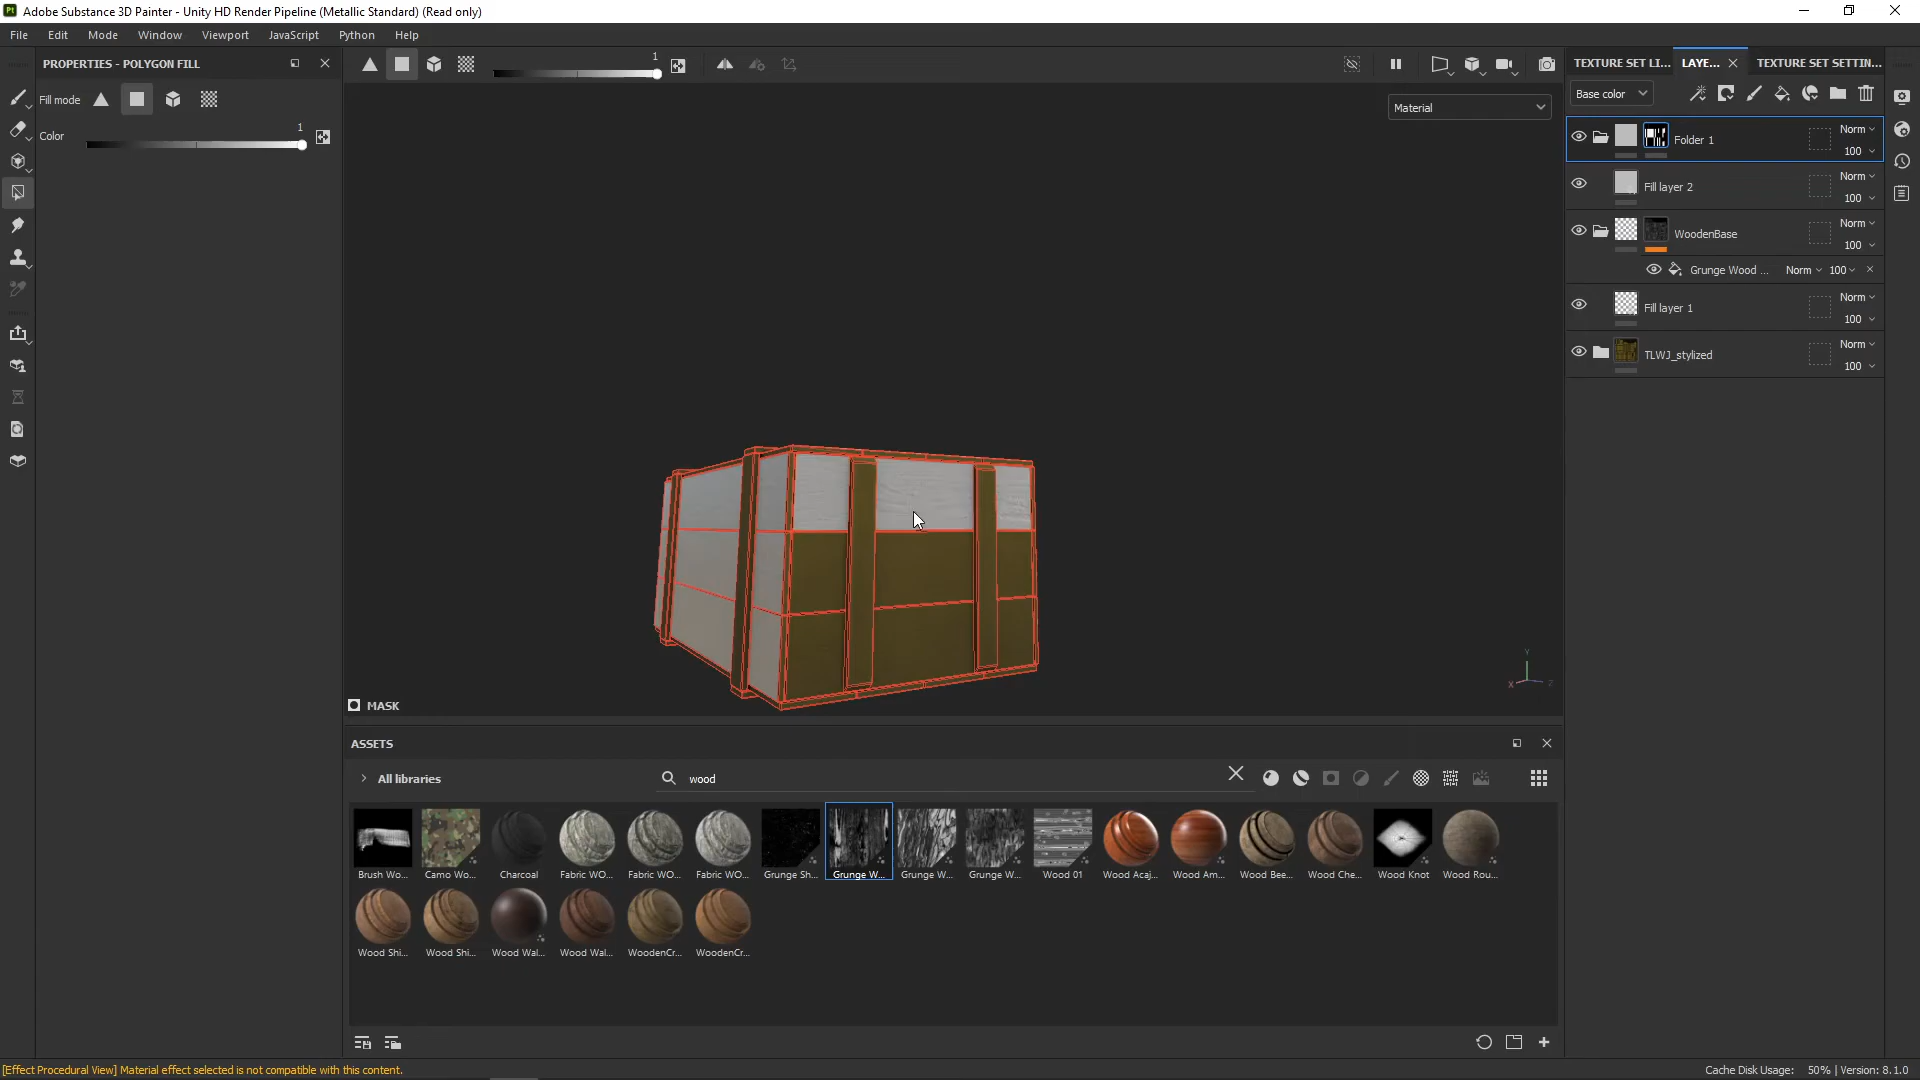 Pt Adobe Substance 3D Painter - Unity HD Render Pipeline (Metallic Standard) (Read only)
File Edit Mode Window Viewport JavaScript Python Help
PROPERTIES - POLYGON FILL
Fill mode
Color 1
1
Material
MASK
TEXTURE SET LI... LAYE... TEXTURE SET SETTIN...
Base color
Folder 1 Norm 100
Fill layer 2 Norm 100
WoodenBase Norm 100
Grunge Wood ... Norm 100
Fill layer 1 Norm 100
TLWJ_stylized Norm 100
Y
X Z
ASSETS
All libraries wood
Brush Wo... Camo Wo... Charcoal Fabric WO... Fabric WO... Fabric WO... Grunge Sh... Grunge W... Grunge W... Grunge W... Wood 01 Wood Acaj... Wood Am... Wood Bee... Wood Che... Wood Knot Wood Rou...
Wood Shi... Wood Shi... Wood Wal... Wood Wal... WoodenCr... WoodenCr...
[Effect Procedural View] Material effect selected is not compatible with this content.
Cache Disk Usage: 50% | Version: 8.1.0